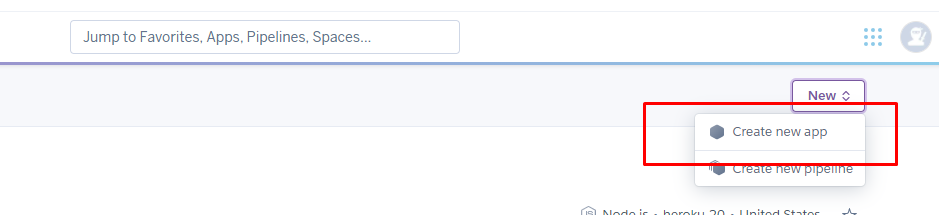 Jump to Favorites, Apps, Pipelines, Spaces...
New
Create new app
Create new pipeline
Node.js • heroku-20 • United States